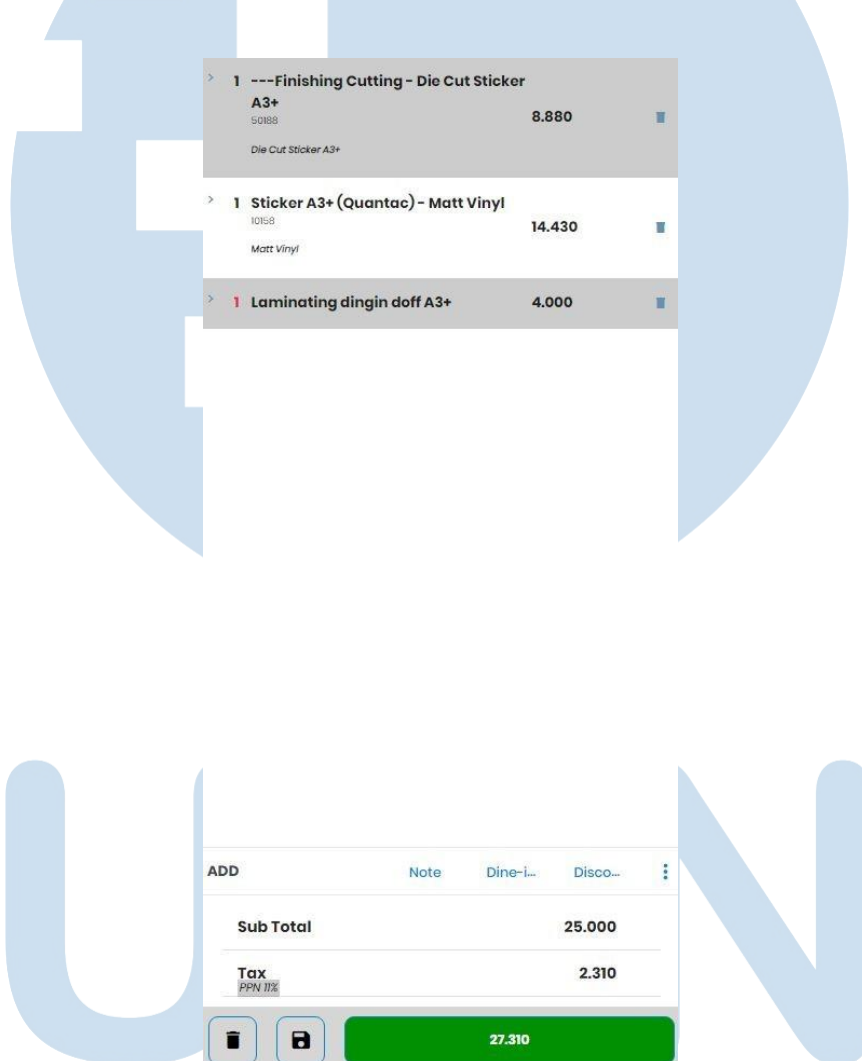 1 ---Finishing Cutting - Die Cut Sticker
A3+
50188
8.880
Die Cut Sticker A3+
1 Sticker A3+ (Quantac) - Matt Vinyl
10158
14.430
Matt Vinyl
1 Laminating dingin doff A3+ 4.000
ADD Note Dine-i... Disco...
Sub Total 25.000
Tax 2.310
PPN 11%
27.310
U N